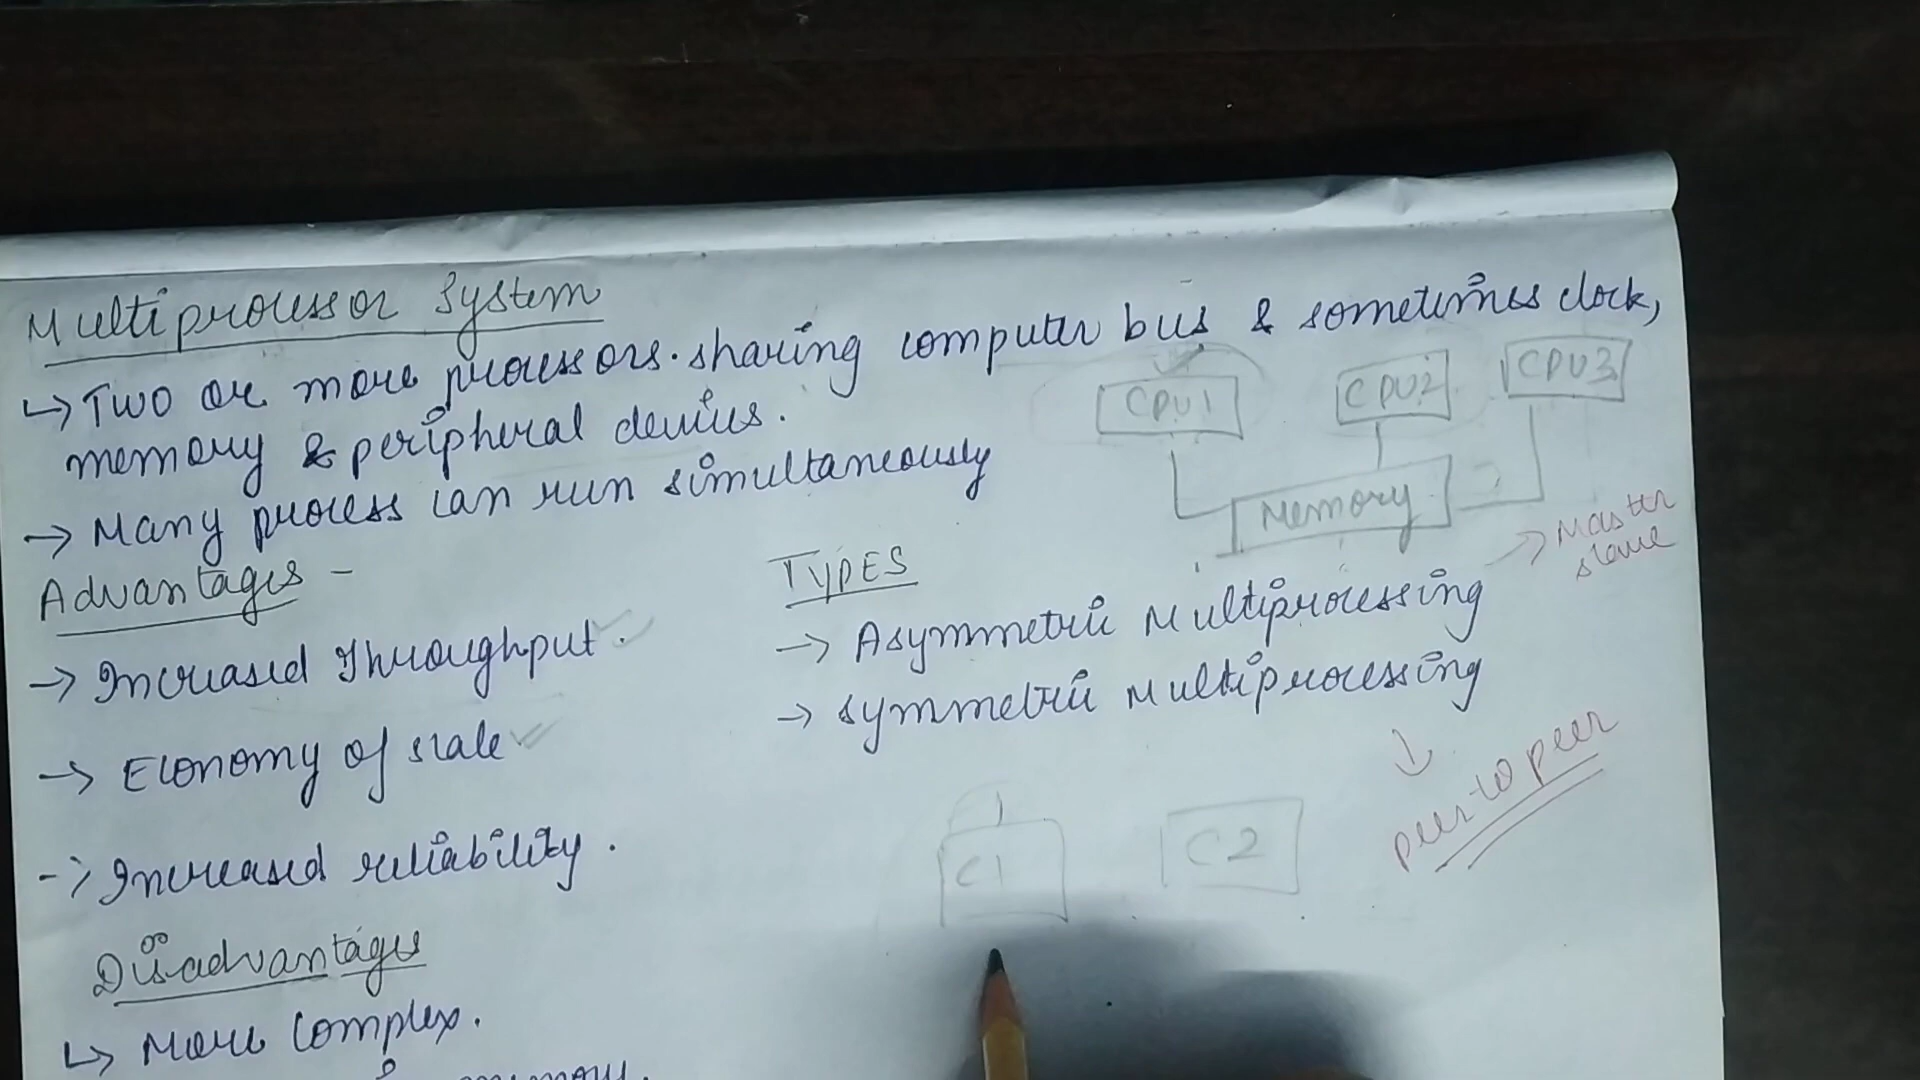 Multiprocessor System
↳ Two or more processors. sharing computer bus & sometimes clock,
memory & peripheral devices.
→ Many process can run simultaneously
CPU1
CPU2
CPU3
Memory
Advantages -
→ Increased Throughput.
→ Economy of scale
-> Increased reliability.
TYPES
→ Asymmetric Multiprocessing
→ Master
slave
→ Symmetric Multiprocessing
↓
peer to peer
C1
C2
Disadvantages
↳ More Complex.
memory.